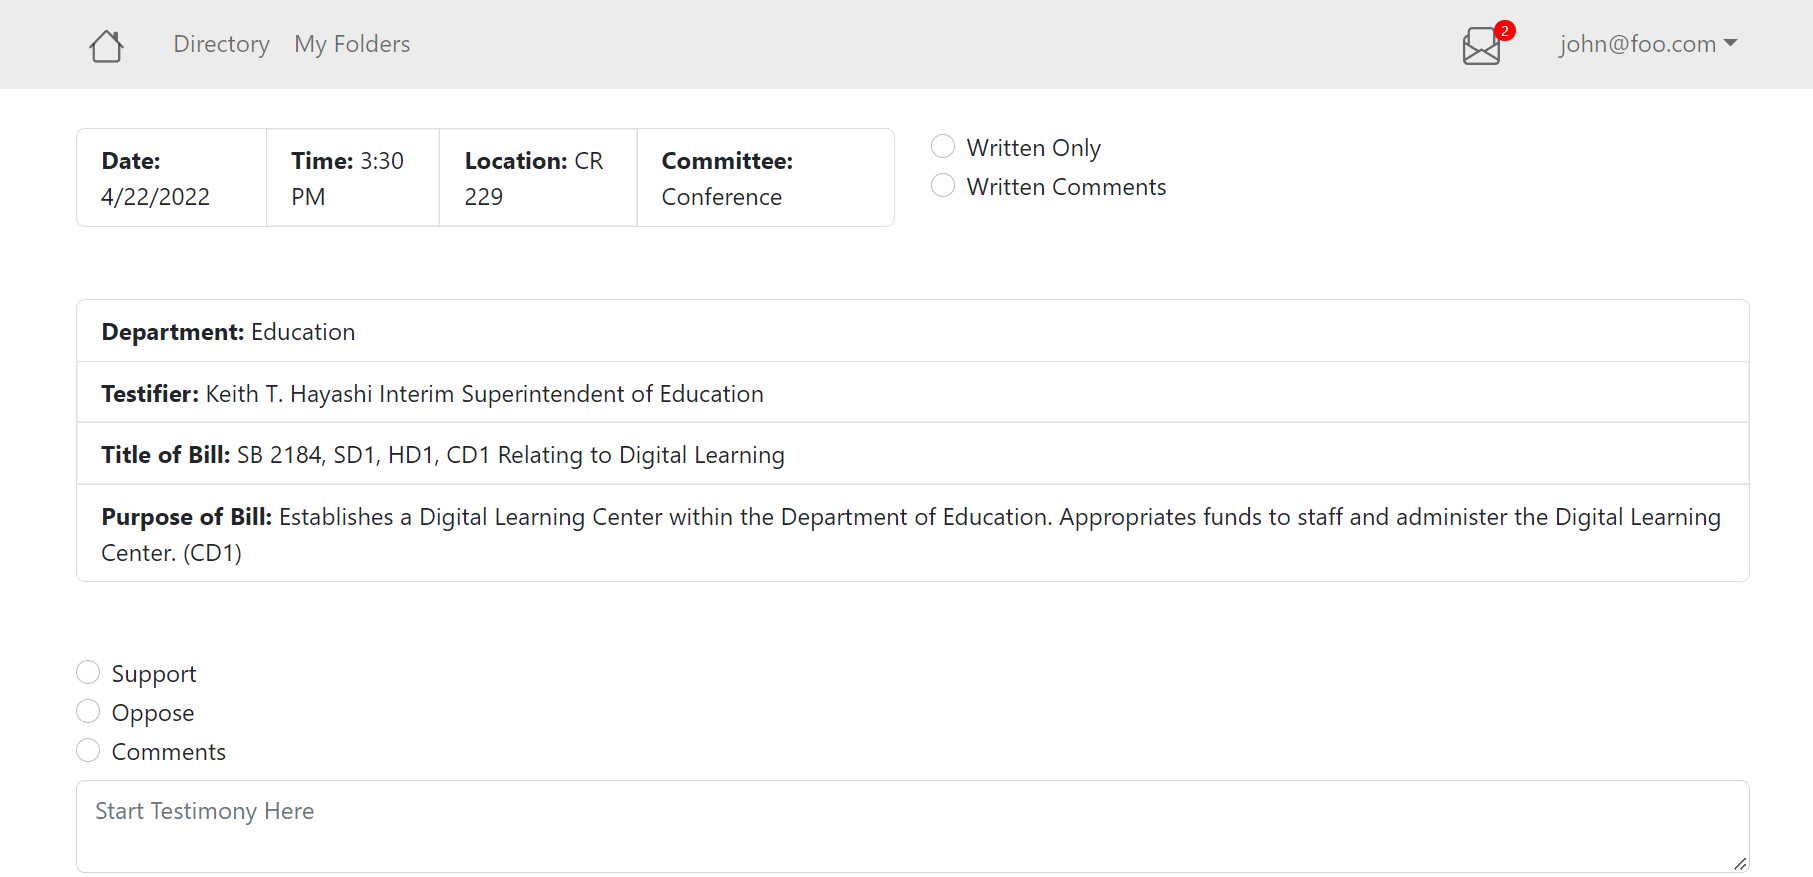 Directory My Folders 2 john@foo.com
Date: 4/22/2022
Time: 3:30 PM
Location: CR 229
Committee: Conference
Written Only
Written Comments
Department: Education
Testifier: Keith T. Hayashi Interim Superintendent of Education
Title of Bill: SB 2184, SD1, HD1, CD1 Relating to Digital Learning
Purpose of Bill: Establishes a Digital Learning Center within the Department of Education. Appropriates funds to staff and administer the Digital Learning
Center. (CD1)
Support
Oppose
Comments
Start Testimony Here